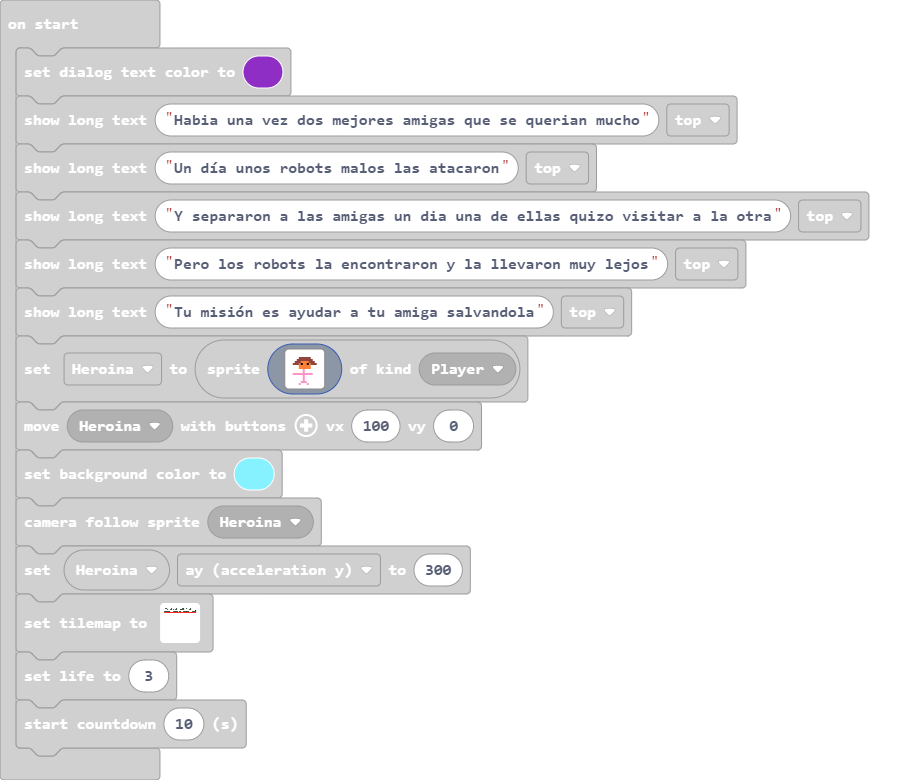 on start
set dialog text color to
show long text "Habia una vez dos mejores amigas que se querian mucho" top
show long text "Un día unos robots malos las atacaron" top
show long text "Y separaron a las amigas un dia una de ellas quizo visitar a la otra" top
show long text "Pero los robots la encontraron y la llevaron muy lejos" top
show long text "Tu misión es ayudar a tu amiga salvandola" top
set Heroina to sprite of kind Player
move Heroina with buttons vx 100 vy 0
set background color to
camera follow sprite Heroina
set Heroina ay (acceleration y) to 300
set tilemap to
set life to 3
start countdown 10 (s)